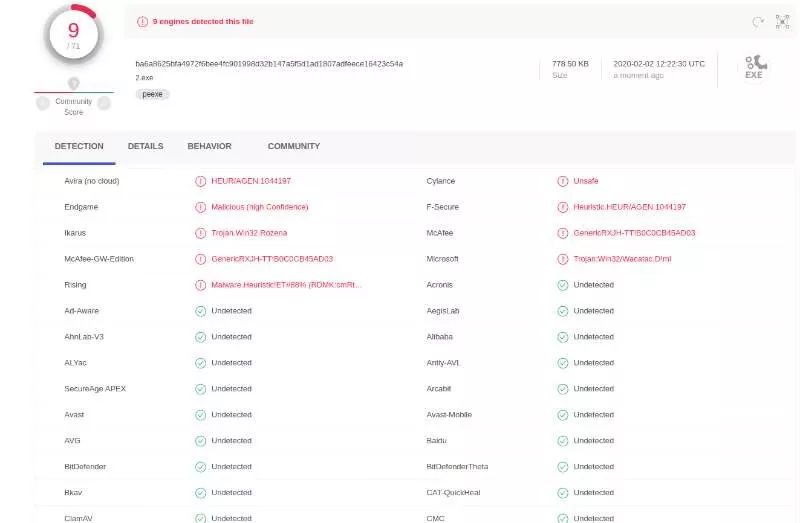 9
/ 71
Community
Score
9 engines detected this file
ba6a8625bfa4972f6bee4fc901998d32b147a5f5d1ad1807adfeece16423c54a
2.exe
peexe
778.50 KB
Size
2020-02-02 12:22:30 UTC
a moment ago
EXE
DETECTION DETAILS BEHAVIOR COMMUNITY
Avira (no cloud) HEUR/AGEN.1044197 Cylance Unsafe
Endgame Malicious (high Confidence) F-Secure Heuristic.HEUR/AGEN.1044197
Ikarus Trojan.Win32.Rozena McAfee GenericRXJH-TT!B0C0CB45AD03
McAfee-GW-Edition GenericRXJH-TT!B0C0CB45AD03 Microsoft Trojan:Win32/Wacatac.D!ml
Rising Malware.Heuristic!ET#88% (RDMK:cmRt... Acronis Undetected
Ad-Aware Undetected AegisLab Undetected
AhnLab-V3 Undetected Alibaba Undetected
ALYac Undetected Antiy-AVL Undetected
SecureAge APEX Undetected Arcabit Undetected
Avast Undetected Avast-Mobile Undetected
AVG Undetected Baidu Undetected
BitDefender Undetected BitDefenderTheta Undetected
Bkav Undetected CAT-QuickHeal Undetected
ClamAV Undetected CMC Undetected